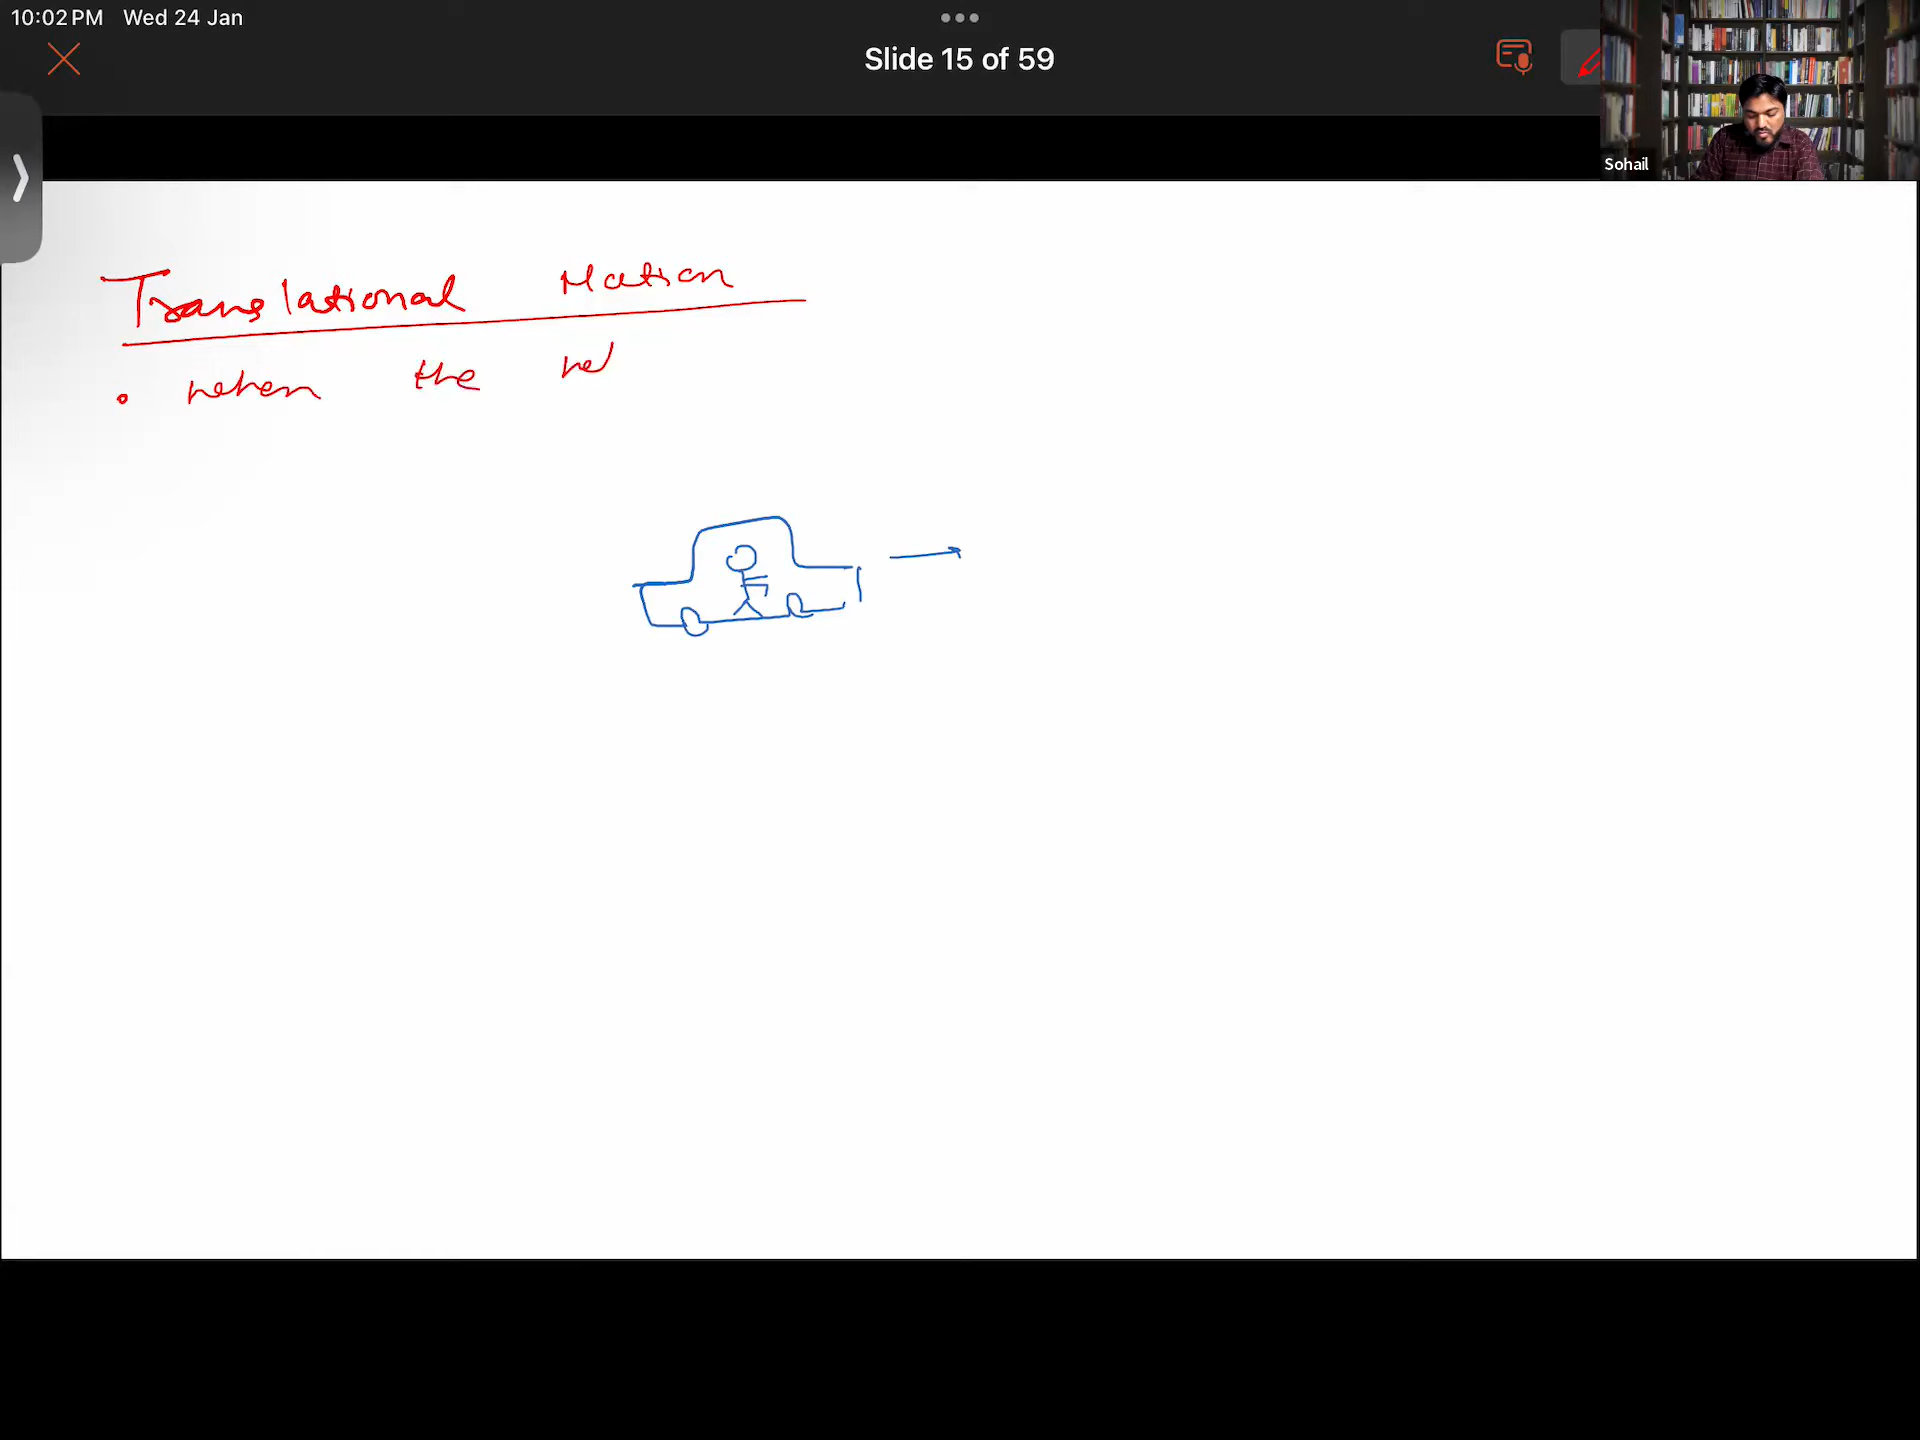 10:02 PM Wed 24 Jan
Slide 15 of 59
Sohail
Translational Motion
• when the